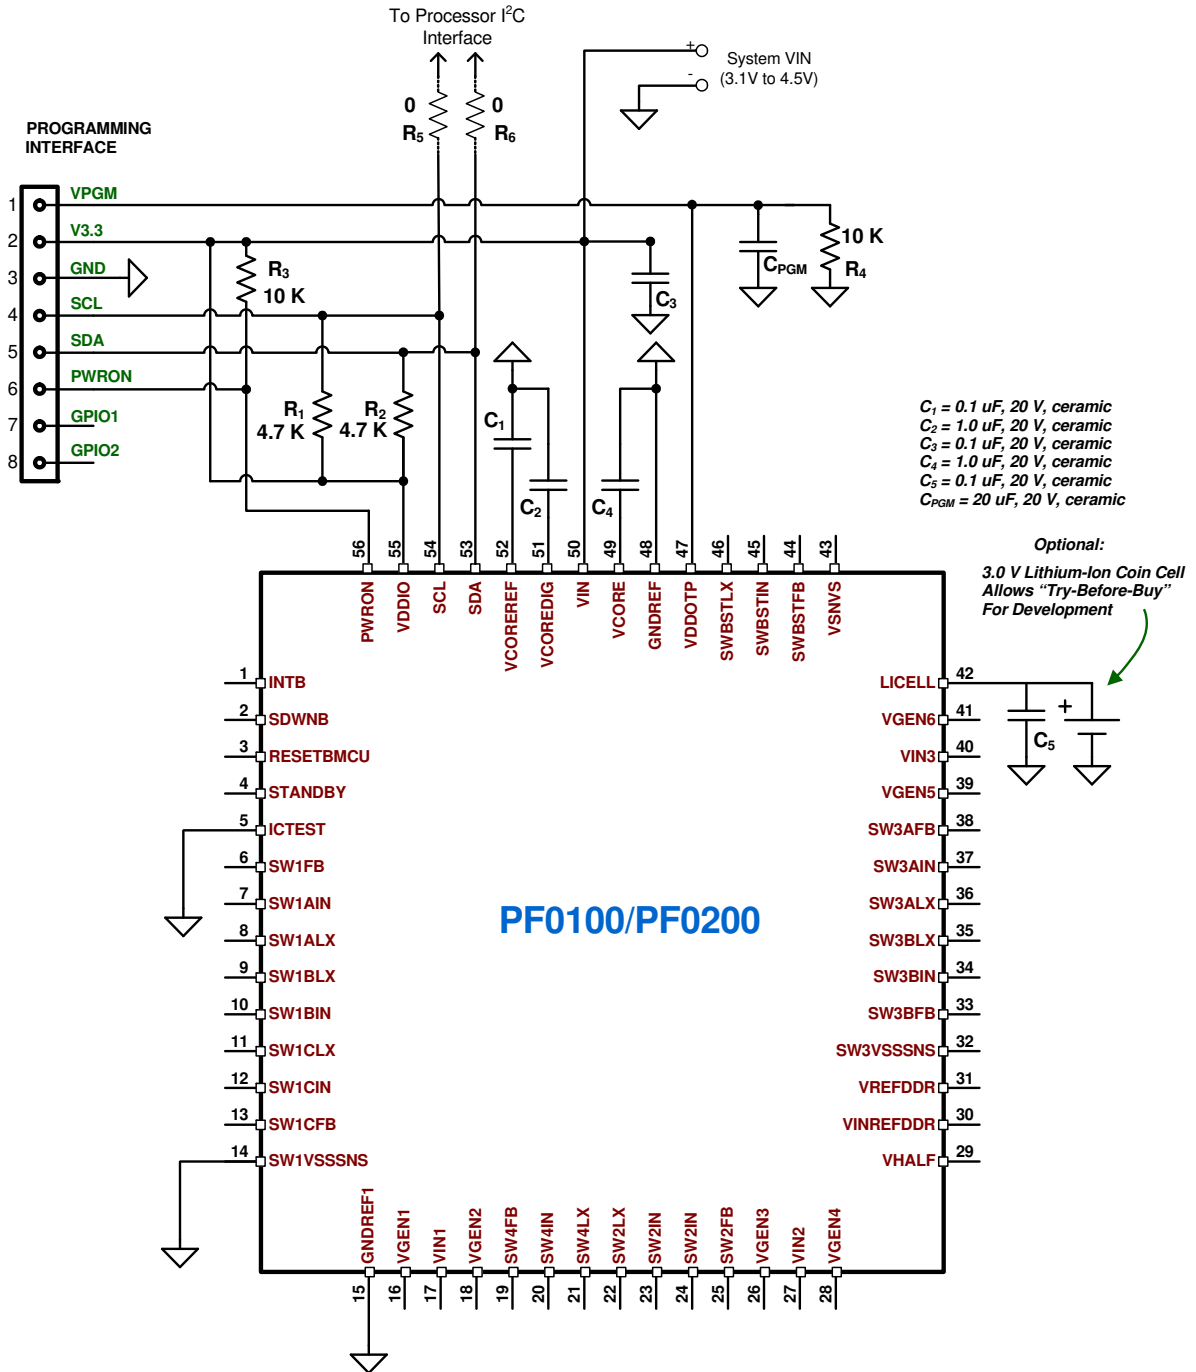 To Processor I²C
Interface
System VIN
(3.1V to 4.5V)
+
-
0
R5
0
R6
PROGRAMMING
INTERFACE
1 VPGM
2 V3.3
3 GND
4 SCL
5 SDA
6 PWRON
7 GPIO1
8 GPIO2
R3
10 K
10 K
R4
CPGM
C3
R1
4.7 K
R2
4.7 K
C1
C2
C4
C1 = 0.1 uF, 20 V, ceramic
C2 = 1.0 uF, 20 V, ceramic
C3 = 0.1 uF, 20 V, ceramic
C4 = 1.0 uF, 20 V, ceramic
C5 = 0.1 uF, 20 V, ceramic
CPGM = 20 uF, 20 V, ceramic
Optional:
3.0 V Lithium-Ion Coin Cell
Allows “Try-Before-Buy”
For Development
56 PWRON
55 VDDIO
54 SCL
53 SDA
52 VCOREREF
51 VCOREDIG
50 VIN
49 VCORE
48 GNDREF
47 VDDOTP
46 SWBSTLX
45 SWBSTIN
44 SWBSTFB
43 VSNVS
1 INTB
2 SDWNB
3 RESETBMCU
4 STANDBY
5 ICTEST
6 SW1FB
7 SW1AIN
8 SW1ALX
9 SW1BLX
10 SW1BIN
11 SW1CLX
12 SW1CIN
13 SW1CFB
14 SW1VSSSNS
PF0100/PF0200
LICELL 42
VGEN6 41
VIN3 40
VGEN5 39
SW3AFB 38
SW3AIN 37
SW3ALX 36
SW3BLX 35
SW3BIN 34
SW3BFB 33
SW3VSSSNS 32
VREFDDR 31
VINREFDDR 30
VHALF 29
+
C5
GNDREF1 15
VGEN1 16
VIN1 17
VGEN2 18
SW4FB 19
SW4IN 20
SW4LX 21
SW2LX 22
SW2IN 23
SW2IN 24
SW2FB 25
VGEN3 26
VIN2 27
VGEN4 28